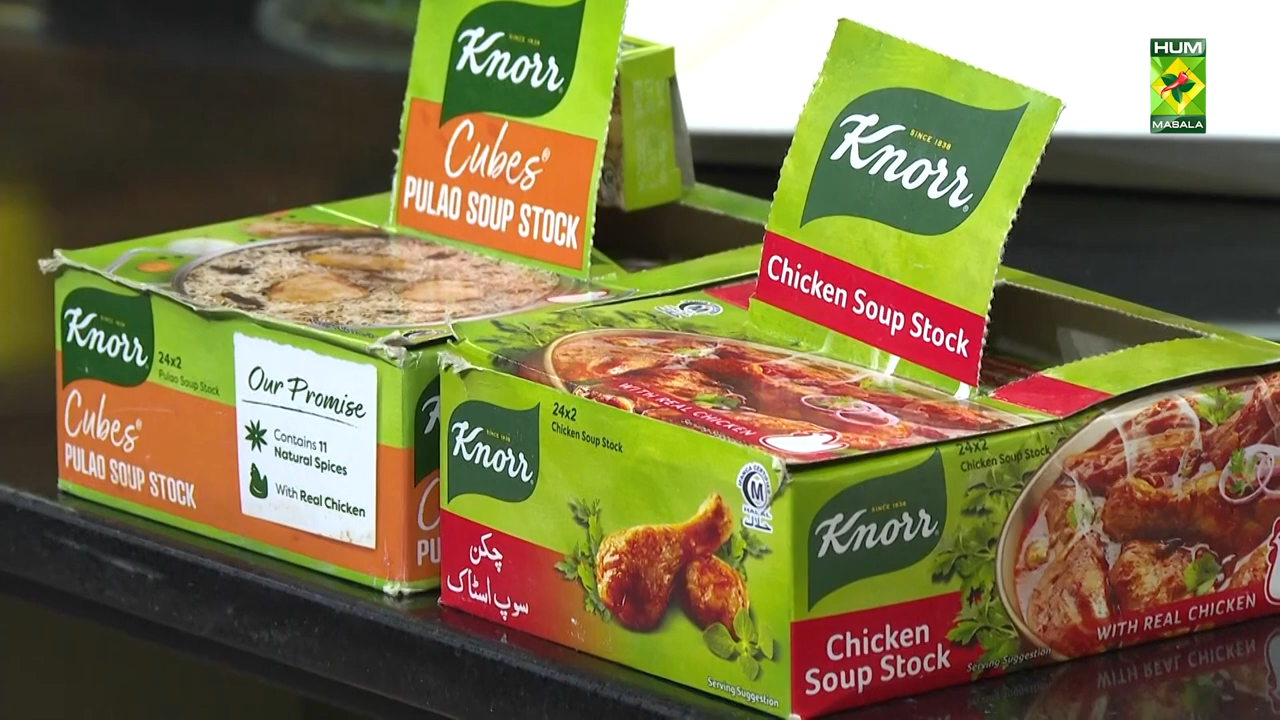 HUM
MASALA
SINCE 1838
Knorr
Cubes®
PULAO SOUP STOCK
SINCE 1838
Knorr®
Chicken Soup Stock
Knorr
24x2
Pulao Soup Stock
Cubes®
PULAO SOUP STOCK
Our Promise
Contains 11
Natural Spices
With Real Chicken
WITH REAL CHICKEN
SINCE 1838
Knorr
24x2
Chicken Soup Stock
HALAL
حلال
چکن
سوپ اسٹاک
Serving Suggestion
24x2
Chicken Soup Stock
SINCE 1838
Knorr®
Chicken
Soup Stock
Serving Suggestion
WITH REAL CHICKEN